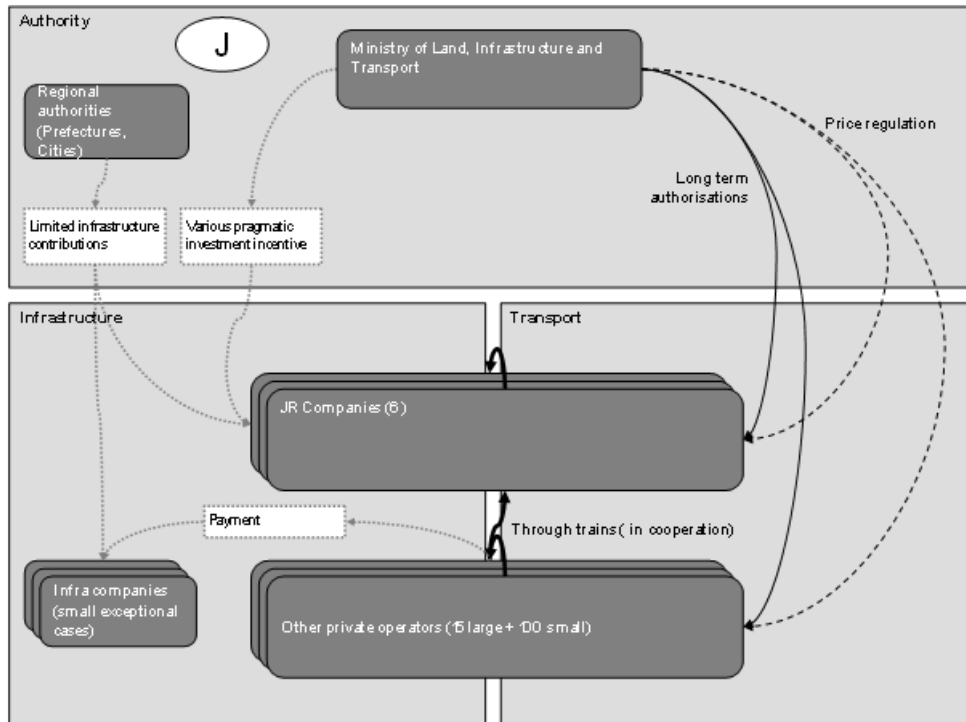 Authority
J
Ministry of Land, Infrastructure and
Transport
Regional
authorities
(Prefectures,
Cities)
Price regulation
Long term
authorisations
Limited infrastructure
contributions
Various pragmatic
investment incentive
Infrastructure
Transport
JR Companies (6)
Payment
Through trains( in cooperation)
Infra companies
(small exceptional
cases)
Other private operators (15 large + 100 small)